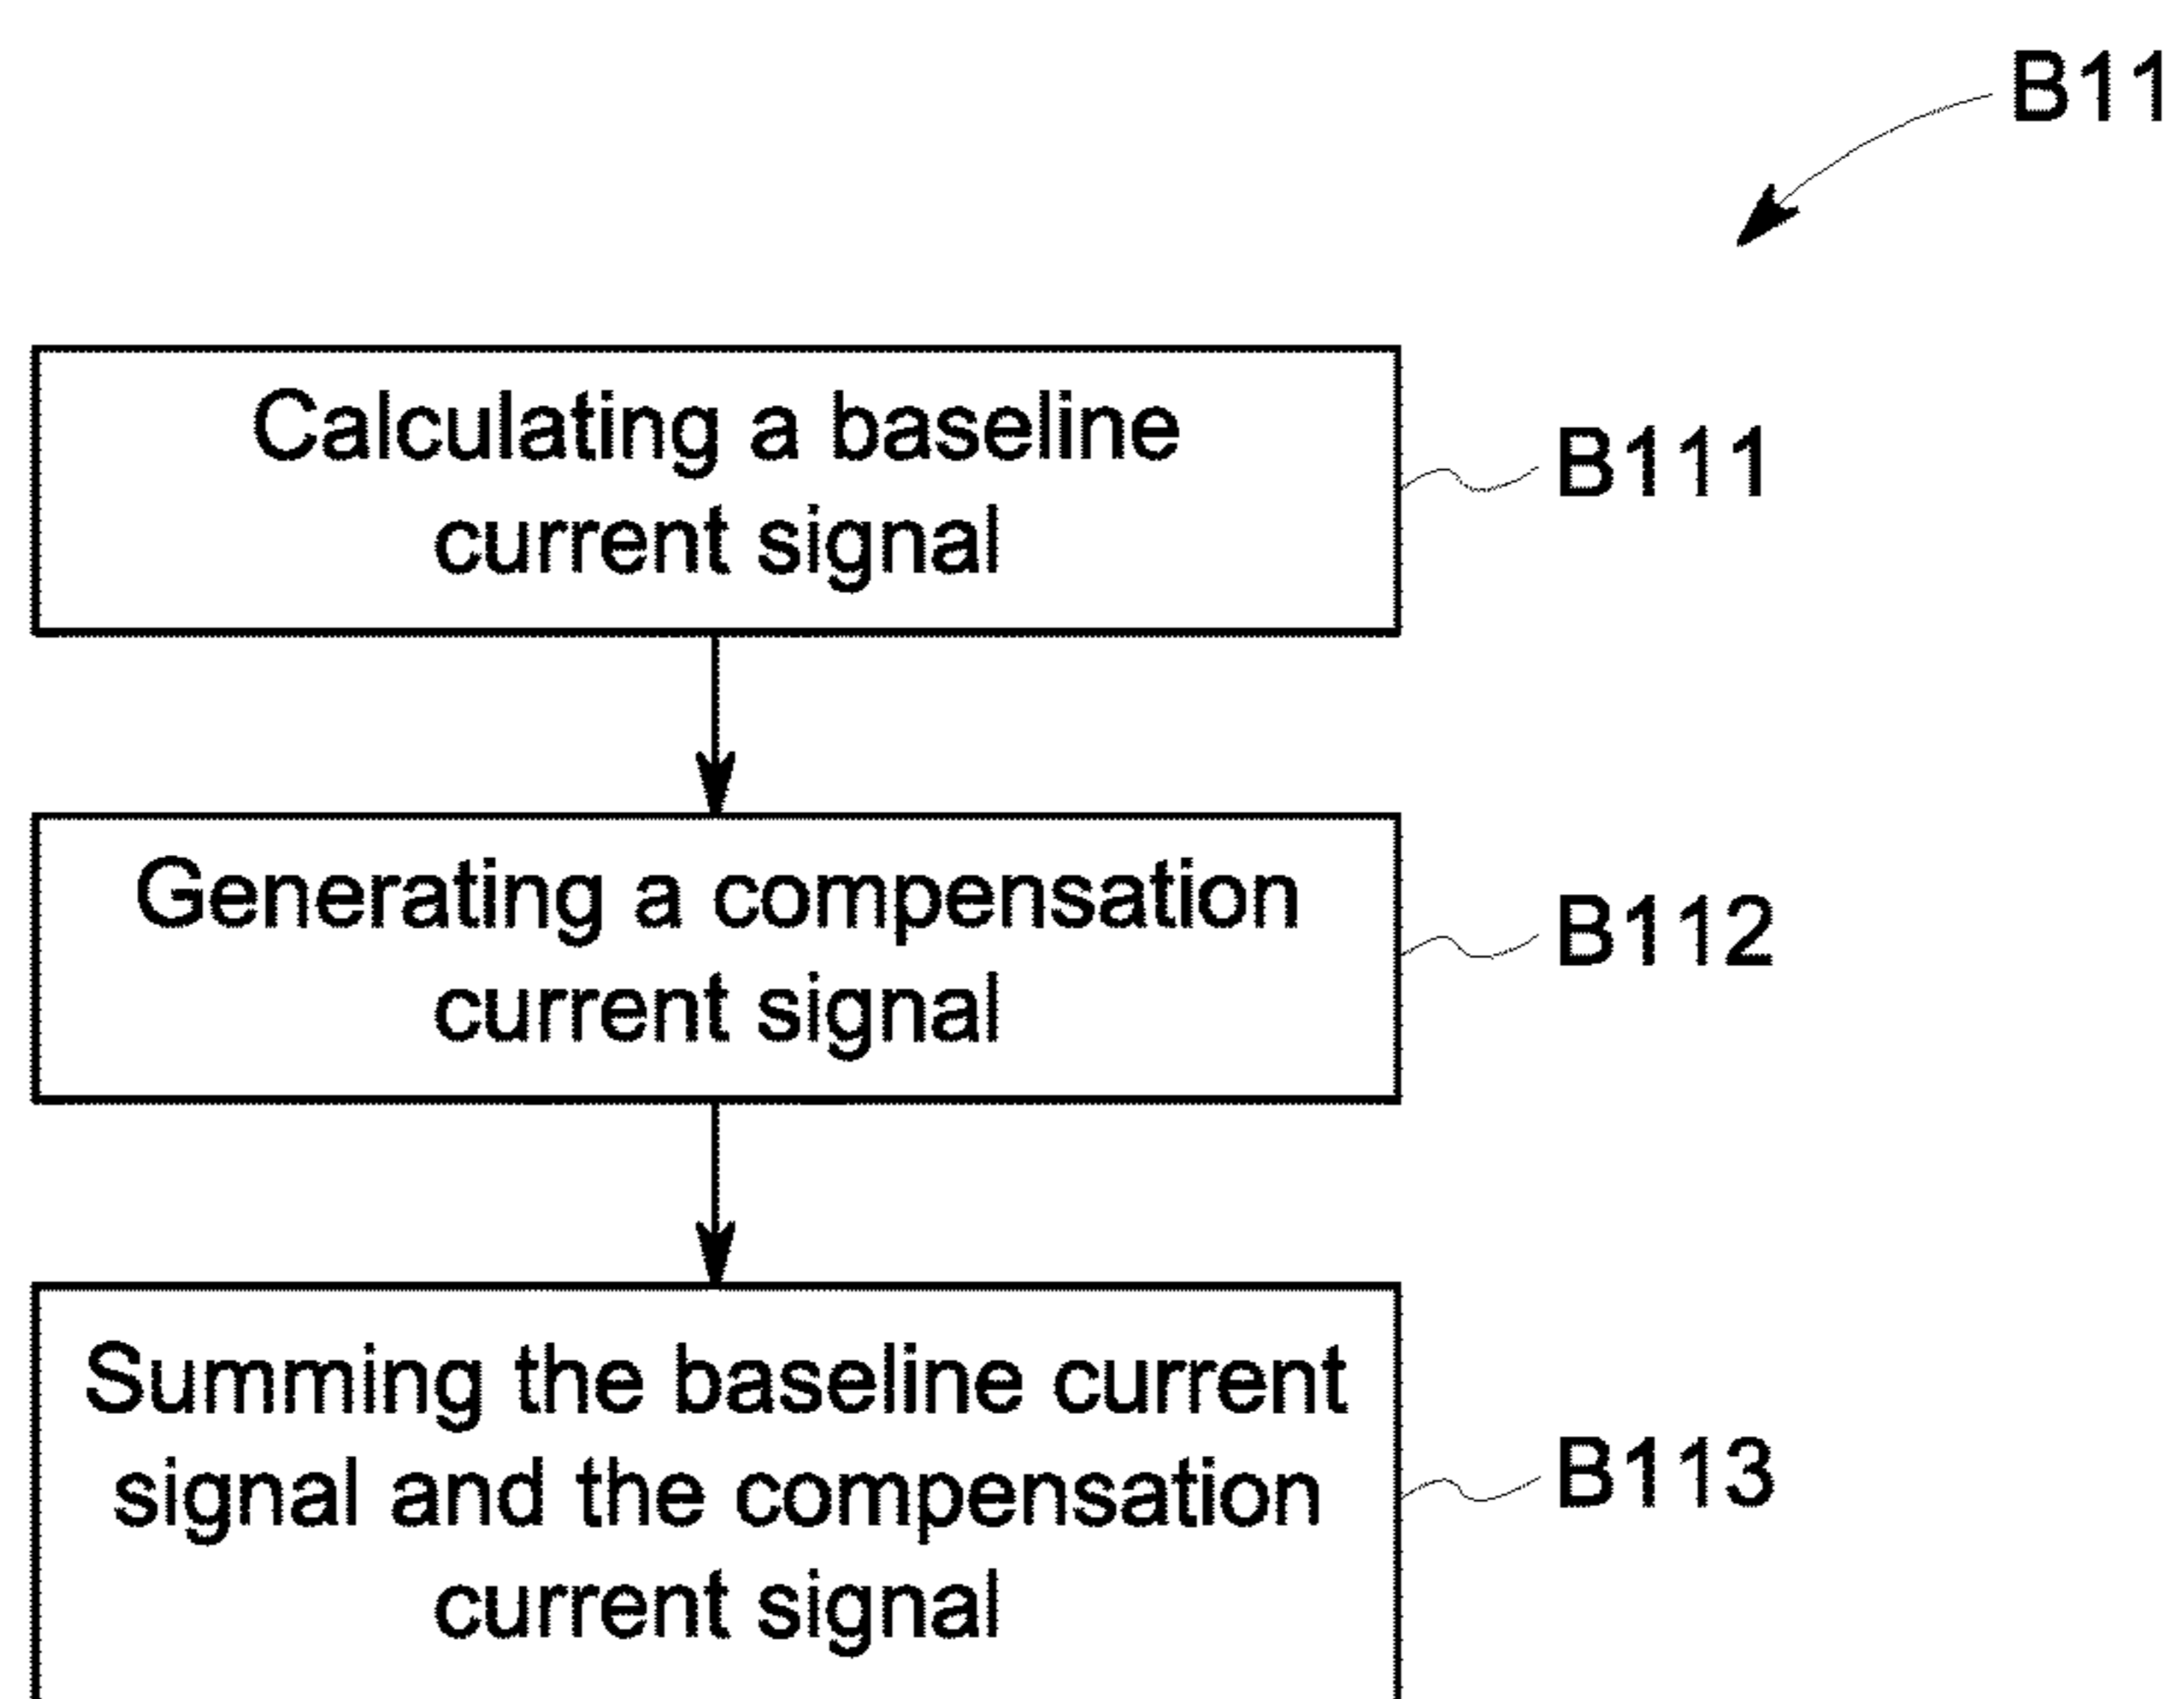 B11
Calculating a baseline
current signal
B111
Generating a compensation
current signal
B112
Summing the baseline current
signal and the compensation
current signal
B113